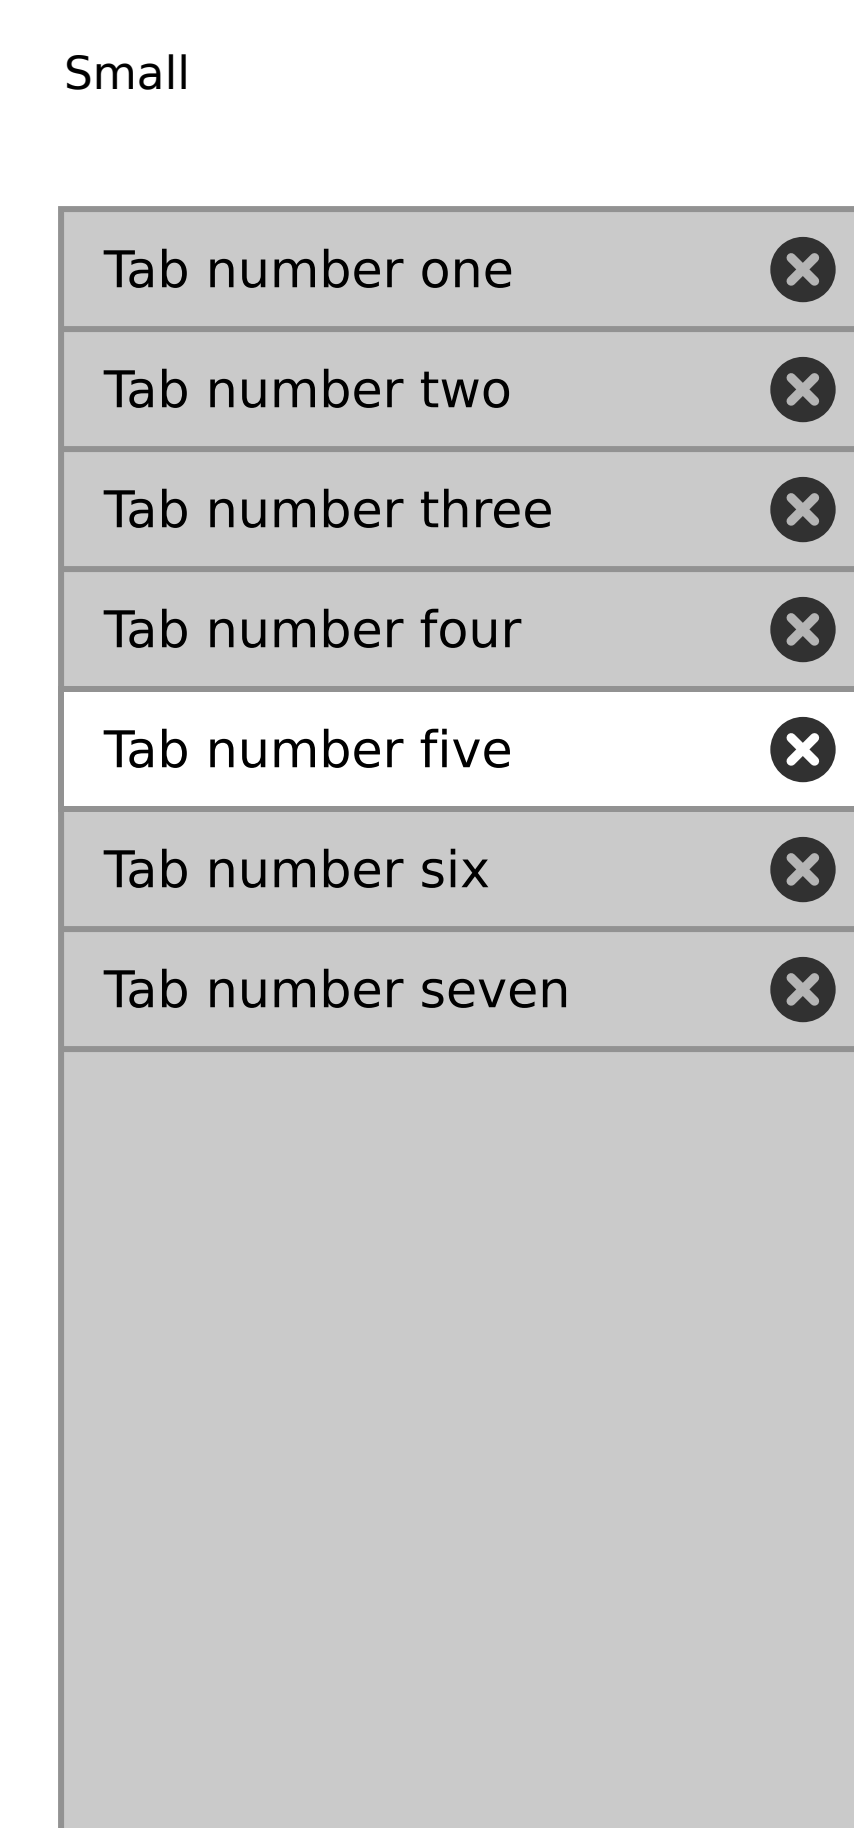 Small
Tab number one
Tab number two
Tab number three
Tab number four
Tab number five
Tab number six
Tab number seven